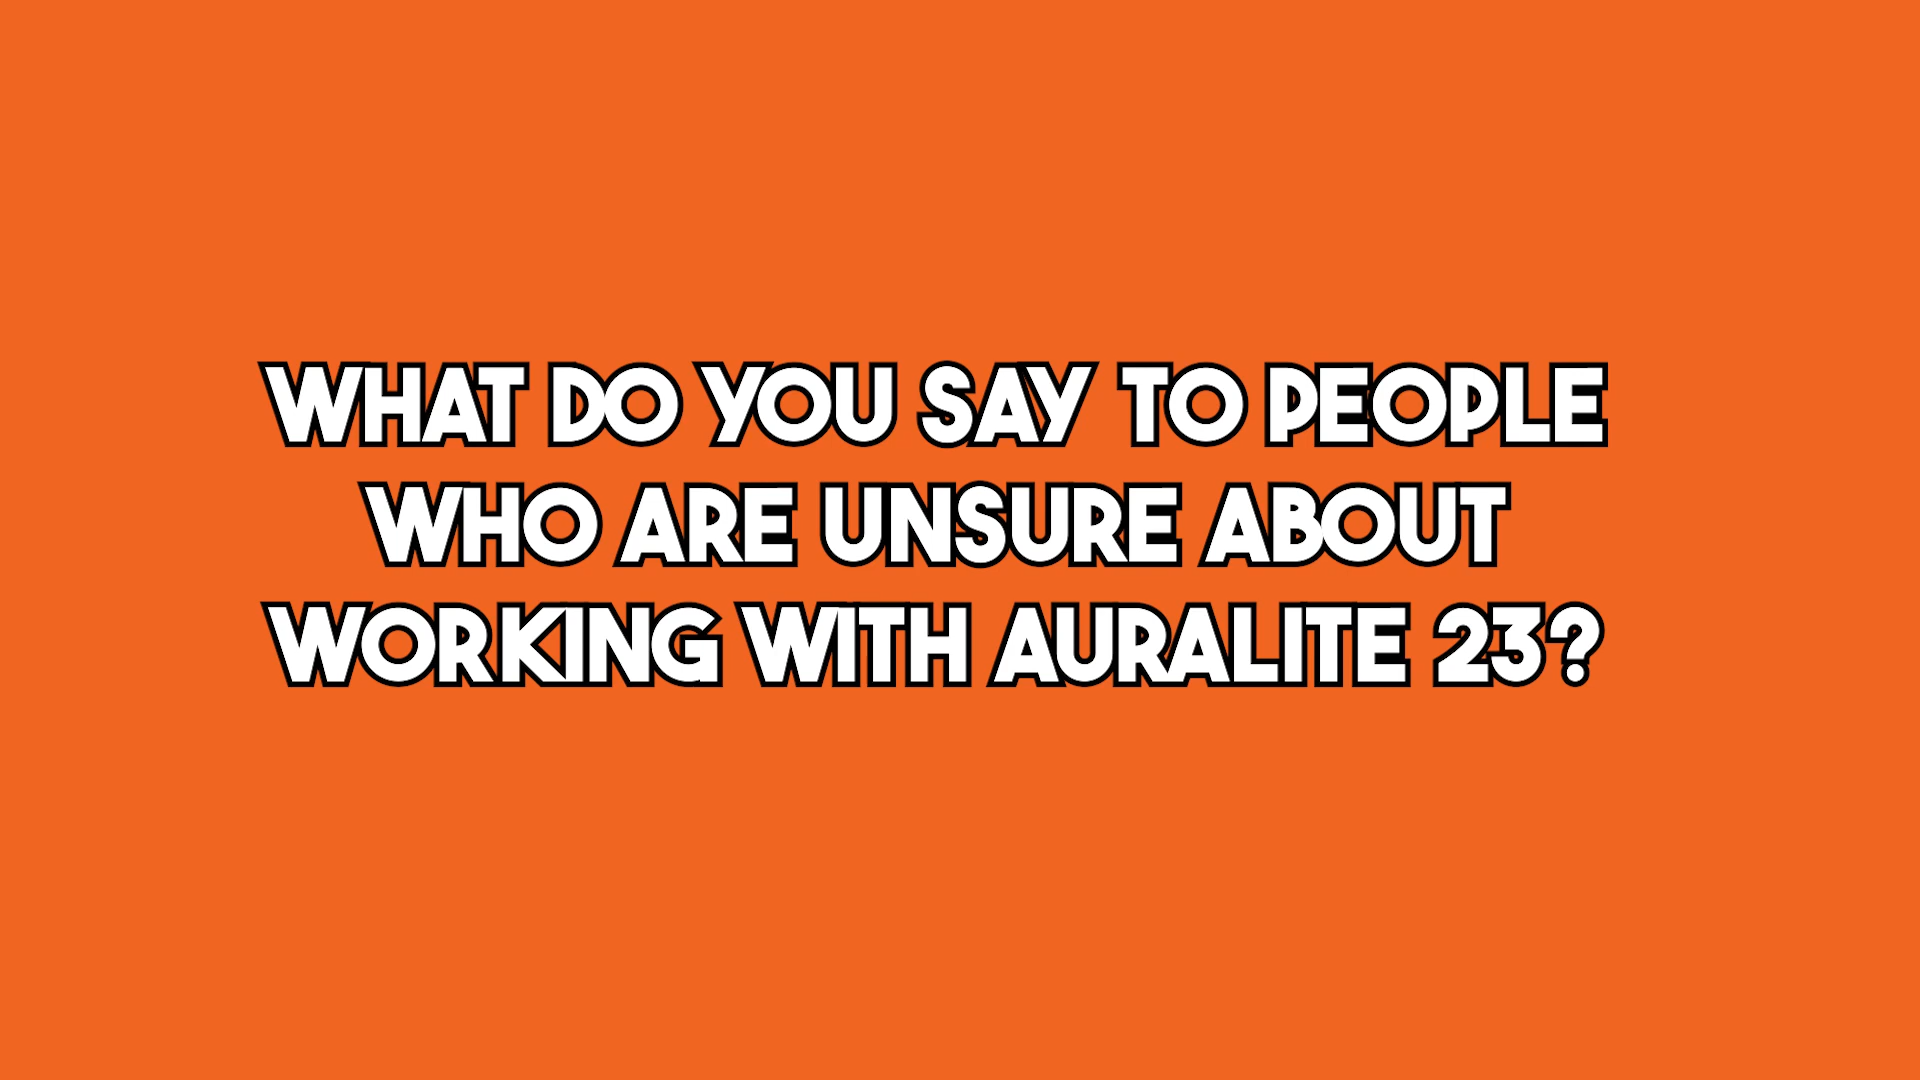 WHAT DO YOU SAY TO PEOPLE
WHO ARE UNSURE ABOUT
WORKING WITH AURALITE 23?